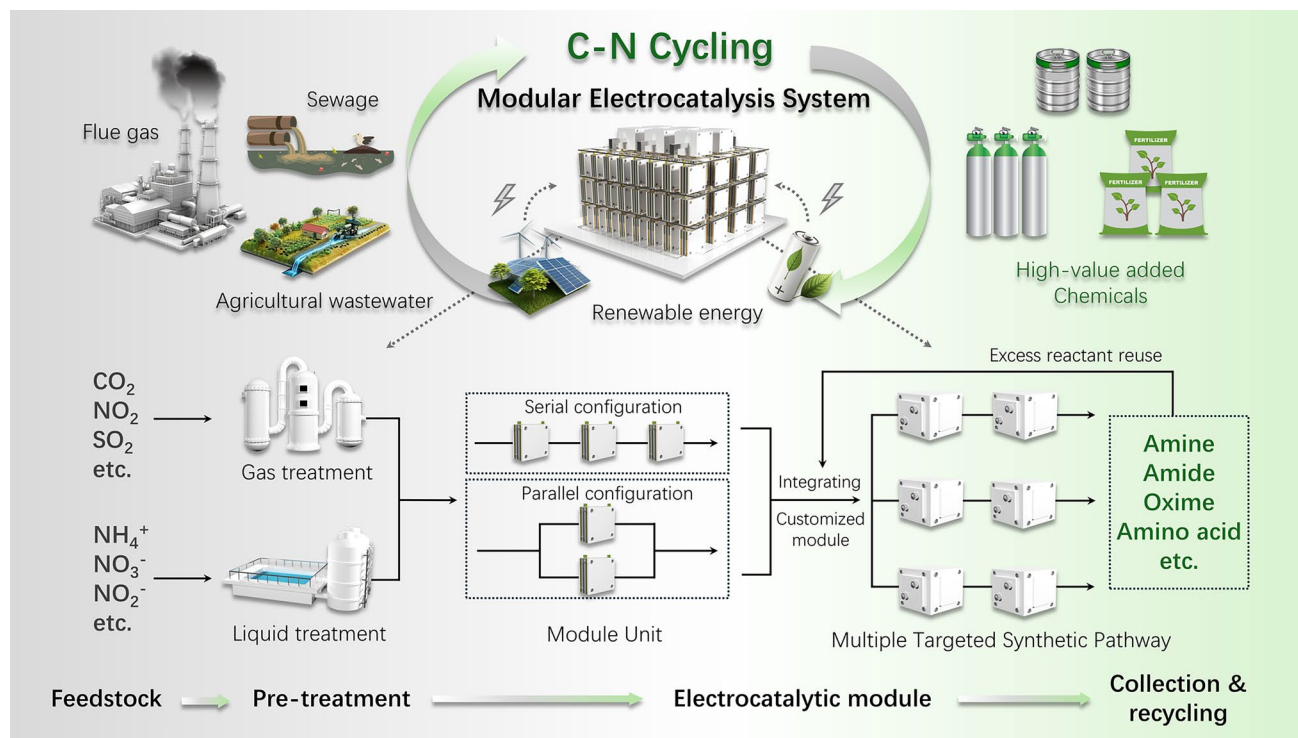 C-N Cycling
Modular Electrocatalysis System
Flue gas
Sewage
Agricultural wastewater
Renewable energy
FERTILIZER
FERTILIZER
FERTILIZER
High-value added
Chemicals
CO₂
NO₂
SO₂
etc.
Gas treatment
NH₄⁺
NO₃⁻
NO₂⁻
etc.
Liquid treatment
Serial configuration
Parallel configuration
Module Unit
Integrating
Customized
module
Excess reactant reuse
Multiple Targeted Synthetic Pathway
Amine
Amide
Oxime
Amino acid
etc.
Feedstock
Pre-treatment
Electrocatalytic module
Collection &
recycling